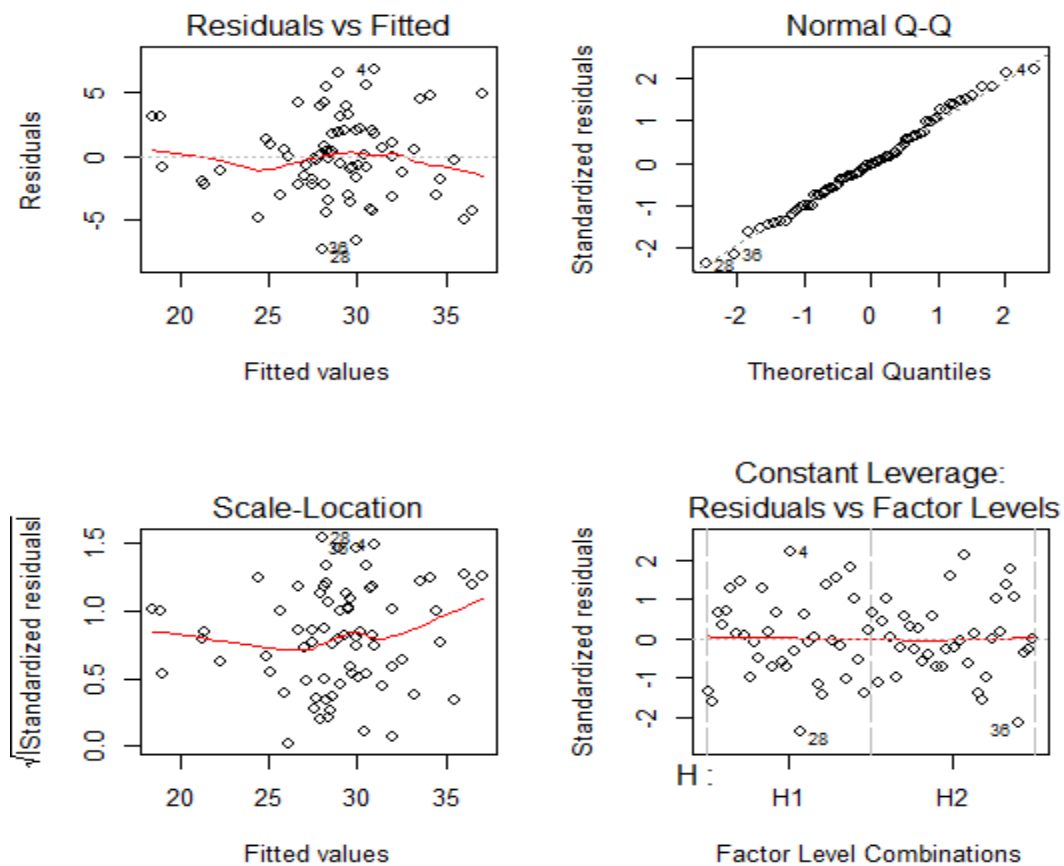 Residuals vs Fitted
Residuals
5
0
-5
4
36
28
20 25 30 35
Fitted values
Normal Q-Q
Standardized residuals
2
1
0
-1
-2
4
36
28
-2 -1 0 1 2
Theoretical Quantiles
Scale-Location
√|Standardized residuals|
1.5
1.0
0.5
0.0
28
36 4
20 25 30 35
Fitted values
Constant Leverage:
Residuals vs Factor Levels
Standardized residuals
2
1
0
-1
-2
4
28
36
H :
H1 H2
Factor Level Combinations